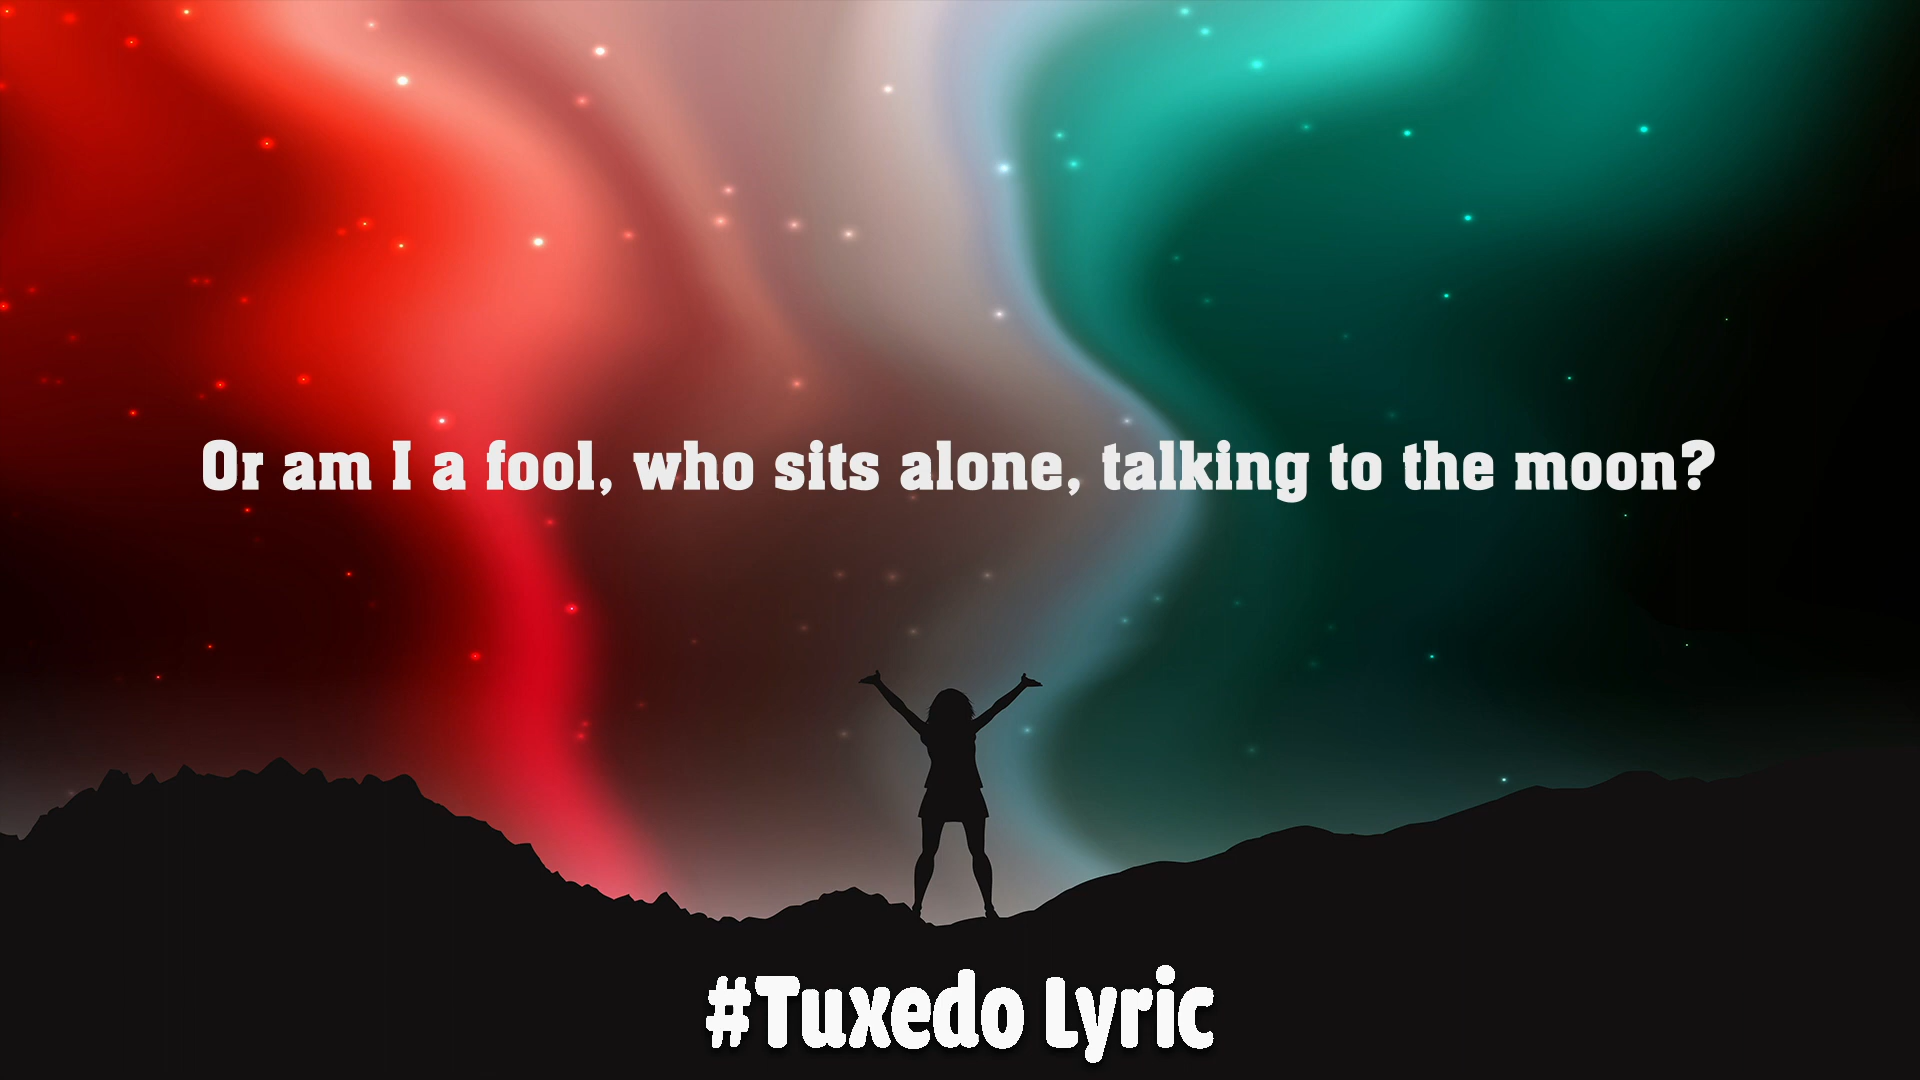 Or am I a fool, who sits alone, talking to the moon?
#Tuxedo Lyric